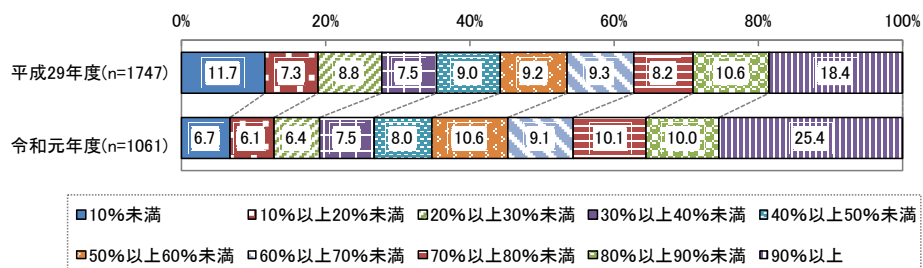 0% 20% 40% 60% 80% 100%
平成29年度(n=1747) 11.7 7.3 8.8 7.5 9.0 9.2 9.3 8.2 10.6 18.4
令和元年度(n=1061) 6.7 6.1 6.4 7.5 8.0 10.6 9.1 10.1 10.0 25.4
10%未満 10%以上20%未満 20%以上30%未満 30%以上40%未満 40%以上50%未満
50%以上60%未満 60%以上70%未満 70%以上80%未満 80%以上90%未満 90%以上